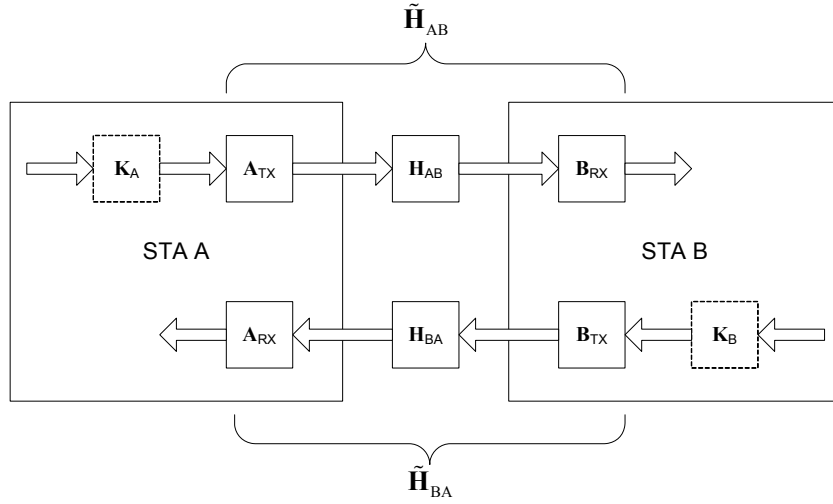 H̃AB
KA ATX HAB BRX
STA A STA B
ARX HBA BTX KB
H̃BA